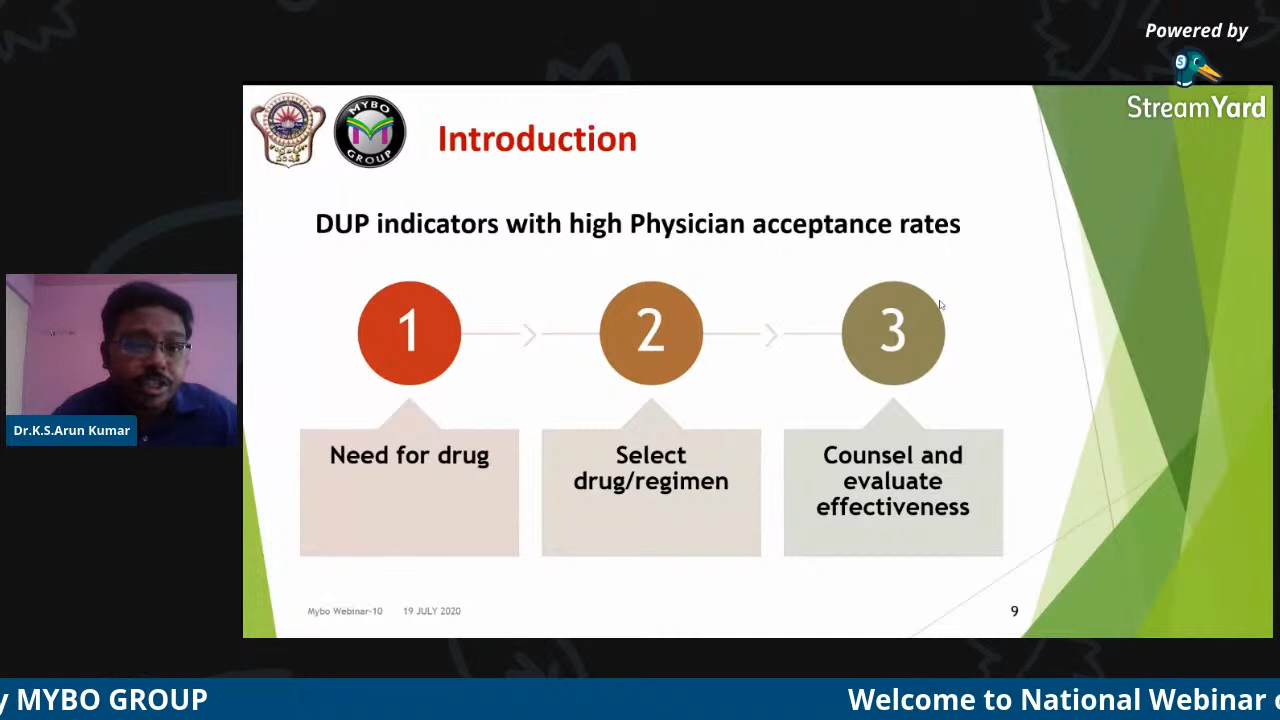 Powered by
StreamYard
MYBO
GROUP
Introduction
DUP indicators with high Physician acceptance rates
1
2
3
Need for drug
Select
drug/regimen
Counsel and
evaluate
effectiveness
Dr.K.S.Arun Kumar
Mybo Webinar-10 19 JULY 2020
9
y MYBO GROUP
Welcome to National Webinar